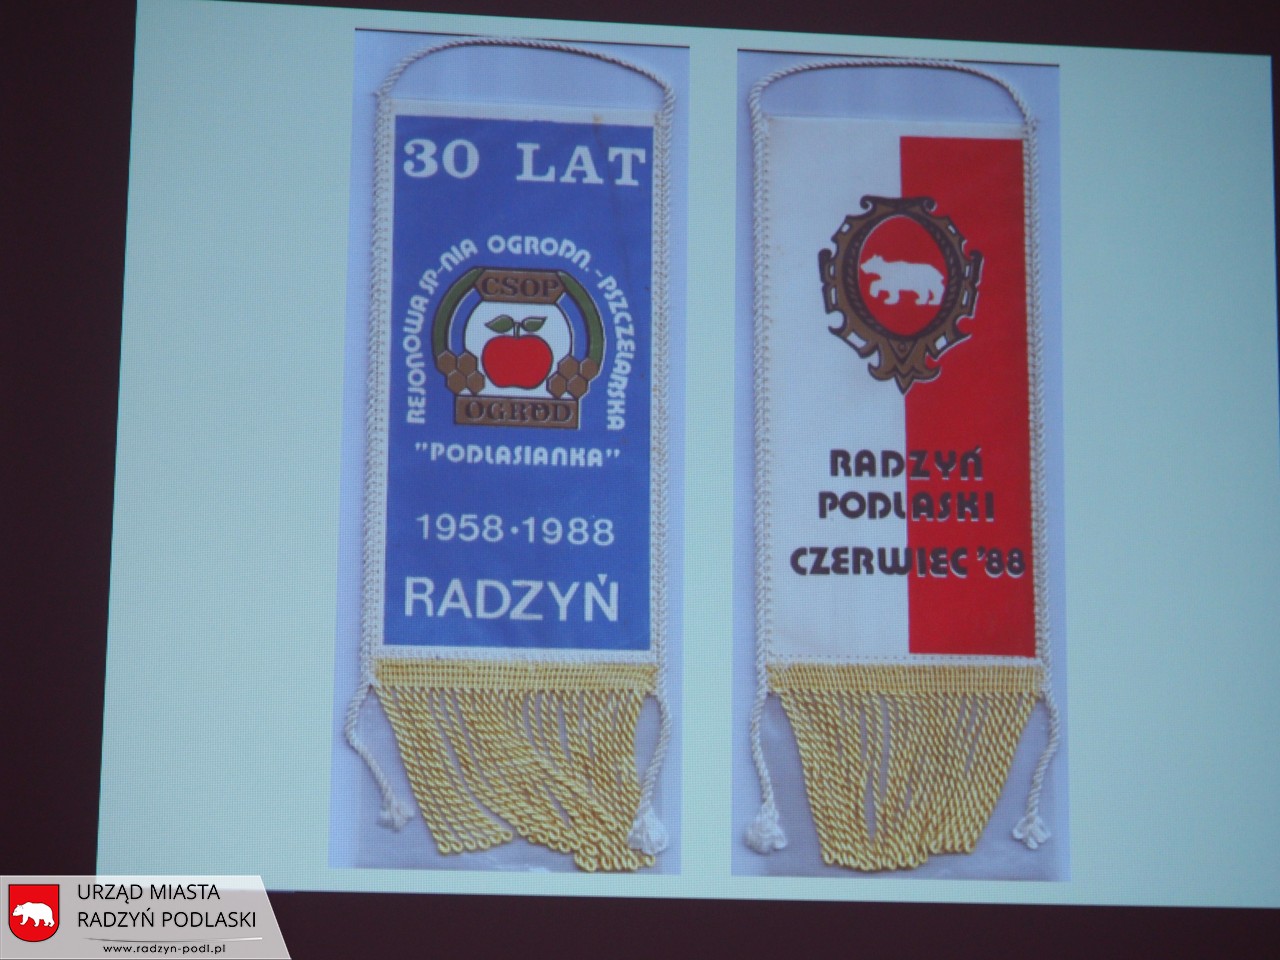 30 LAT
REJONOWA SP-NIA OGRODN.-PSZCZELARSKA
CSOP
OGRÓD
"PODLASIANKA"
1958·1988
RADZYŃ
RADZYŃ
PODLASKI
CZERWIEC '88
URZĄD MIASTA
RADZYŃ PODLASKI
www.radzyn-podl.pl